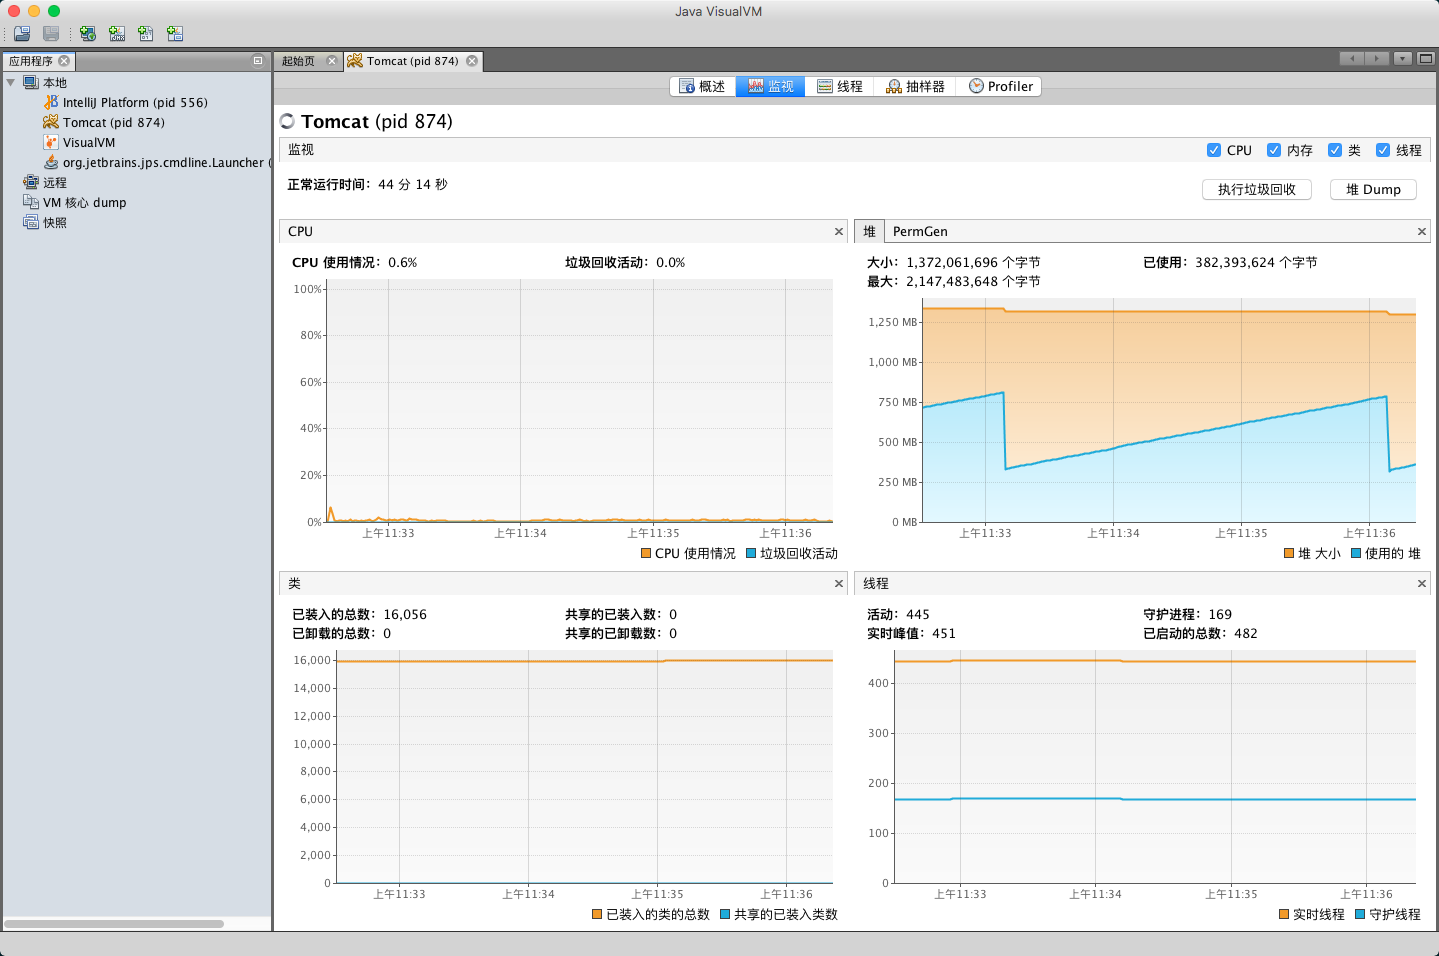 Java VisualVM
应用程序
本地
IntelliJ Platform (pid 556)
Tomcat (pid 874)
VisualVM
org.jetbrains.jps.cmdline.Launcher (
远程
VM 核心 dump
快照
起始页
Tomcat (pid 874)
概述
监视
线程
抽样器
Profiler
Tomcat (pid 874)
监视
CPU
内存
类
线程
正常运行时间：44 分 14 秒
执行垃圾回收
堆 Dump
CPU
CPU 使用情况：0.6%
垃圾回收活动：0.0%
100%
80%
60%
40%
20%
0%
上午11:33
上午11:34
上午11:35
上午11:36
CPU 使用情况
垃圾回收活动
堆
PermGen
大小：1,372,061,696 个字节
已使用：382,393,624 个字节
最大：2,147,483,648 个字节
1,250 MB
1,000 MB
750 MB
500 MB
250 MB
0 MB
上午11:33
上午11:34
上午11:35
上午11:36
堆 大小
使用的 堆
类
已装入的总数：16,056
共享的已装入数：0
已卸载的总数：0
共享的已卸载数：0
16,000
14,000
12,000
10,000
8,000
6,000
4,000
2,000
0
上午11:33
上午11:34
上午11:35
上午11:36
已装入的类的总数
共享的已装入类数
线程
活动：445
守护进程：169
实时峰值：451
已启动的总数：482
400
300
200
100
0
上午11:33
上午11:34
上午11:35
上午11:36
实时线程
守护线程